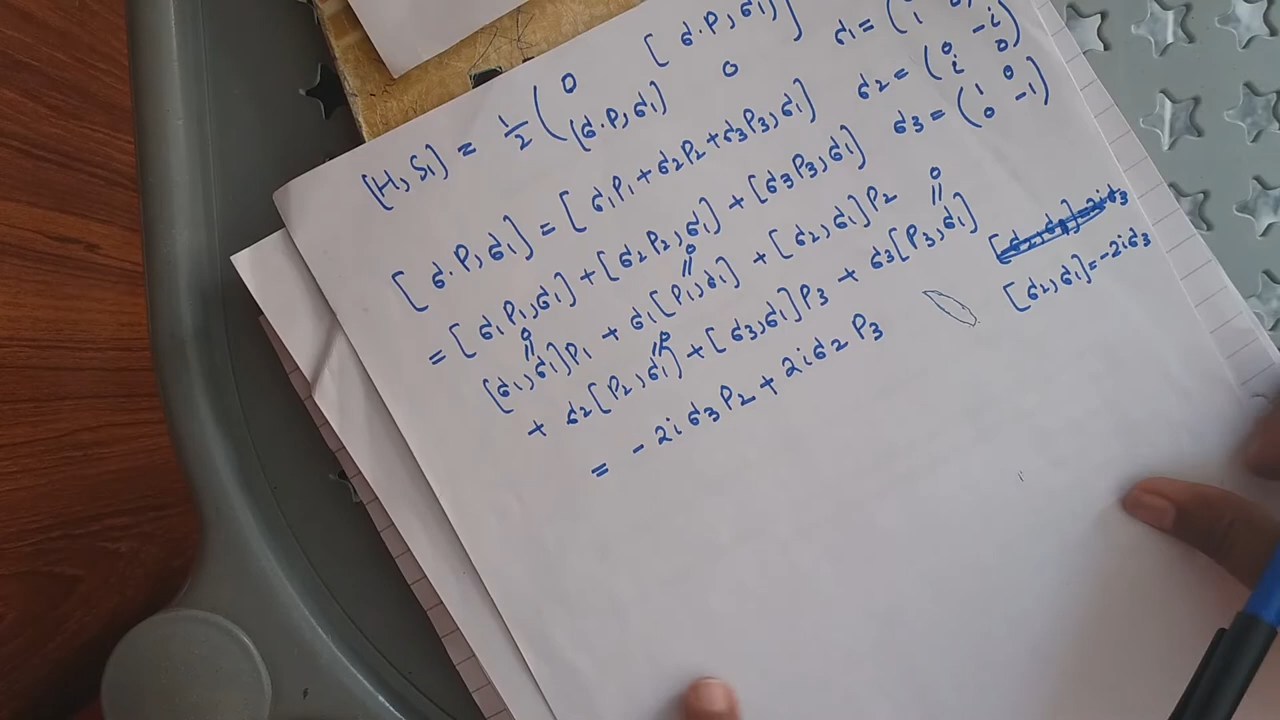 [σ·P, σ1]
[H, S1] = 1/2 ( 0
[σ·P, σ1] 0
σ1 =
σ2 = ( 0 -i
i 0 )
σ3 = ( 1 0
0 -1 )
[σ·P, σ1] = [σ1P1 + σ2P2 + σ3P3, σ1]
= [σ1P1, σ1] + [σ2P2, σ1] + [σ3P3, σ1]
0 0
[σ1, σ1]P1 + σ1[P1, σ1] + [σ2, σ1]P2
0 0
+ σ2[P2, σ1] + [σ3, σ1]P3 + σ3[P3, σ1]
= -2iσ3P2 + 2iσ2P3
[σ2, σ1] = -2iσ3